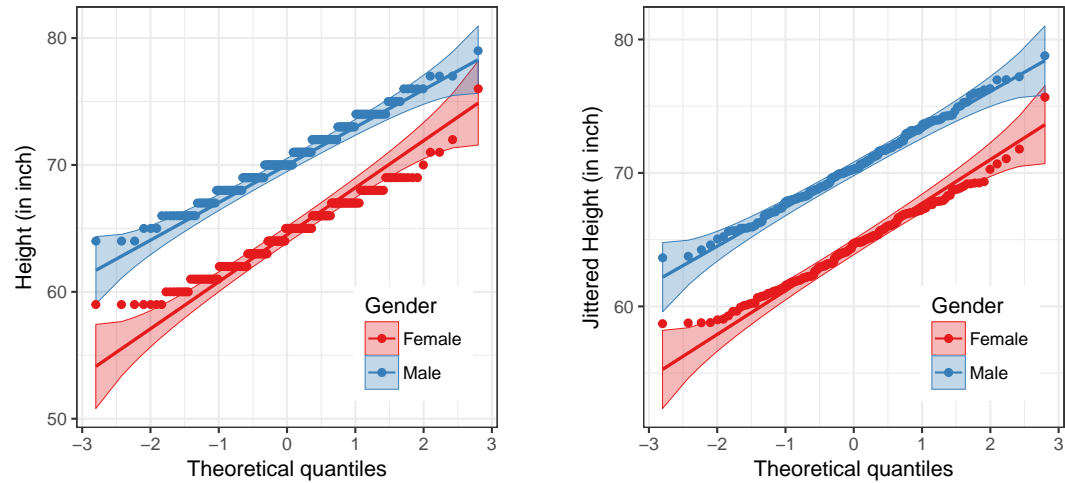 80
70
60
50
Height (in inch)
−3
−2
−1
0
1
2
3
Theoretical quantiles
Gender
Female
Male
80
70
60
Jittered Height (in inch)
−3
−2
−1
0
1
2
3
Theoretical quantiles
Gender
Female
Male